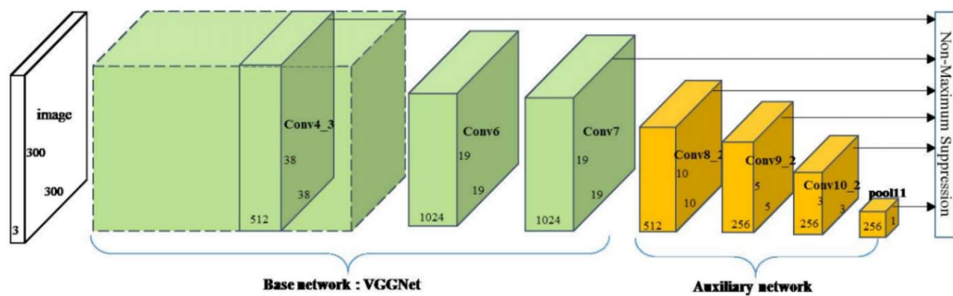 image
300
300
3
Conv4_3
38
38
512
Conv6
19
19
1024
Conv7
19
19
1024
Conv8_2
10
10
512
Conv9_2
5
5
256
Conv10_2
3
3
256
pool11
256
1
Non-Maximum Suppression
Base network : VGGNet
Auxiliary network